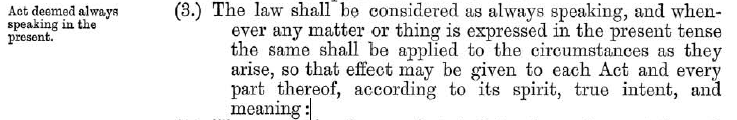 Act deemed always
speaking in the
present.
(3.) The law shall be considered as always speaking, and when-
ever any matter or thing is expressed in the present tense
the same shall be applied to the circumstances as they
arise, so that effect may be given to each Act and every
part thereof, according to its spirit, true intent, and
meaning :